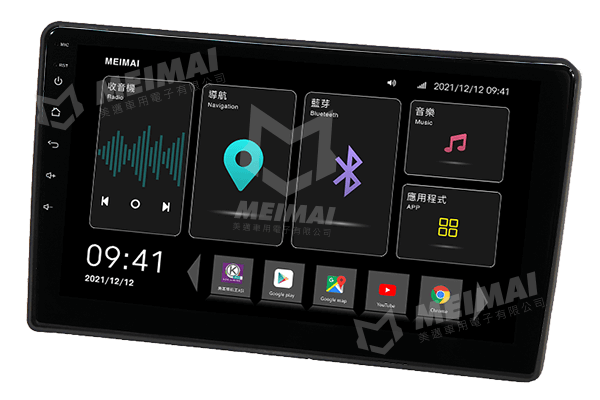 MIC
RST
MEIMAI
2021/12/12 09:41
收音機
Radio
導航
Navigation
藍芽
Bluetooth
音樂
Music
應用程式
APP
09:41
2021/12/12
Google play
Google map
YouTube
Chrome
MEIMAI
美邁車用電子有限公司
MEIMAI
美邁車用電子有限公司
MEIMAI
美邁車用電子有限公司